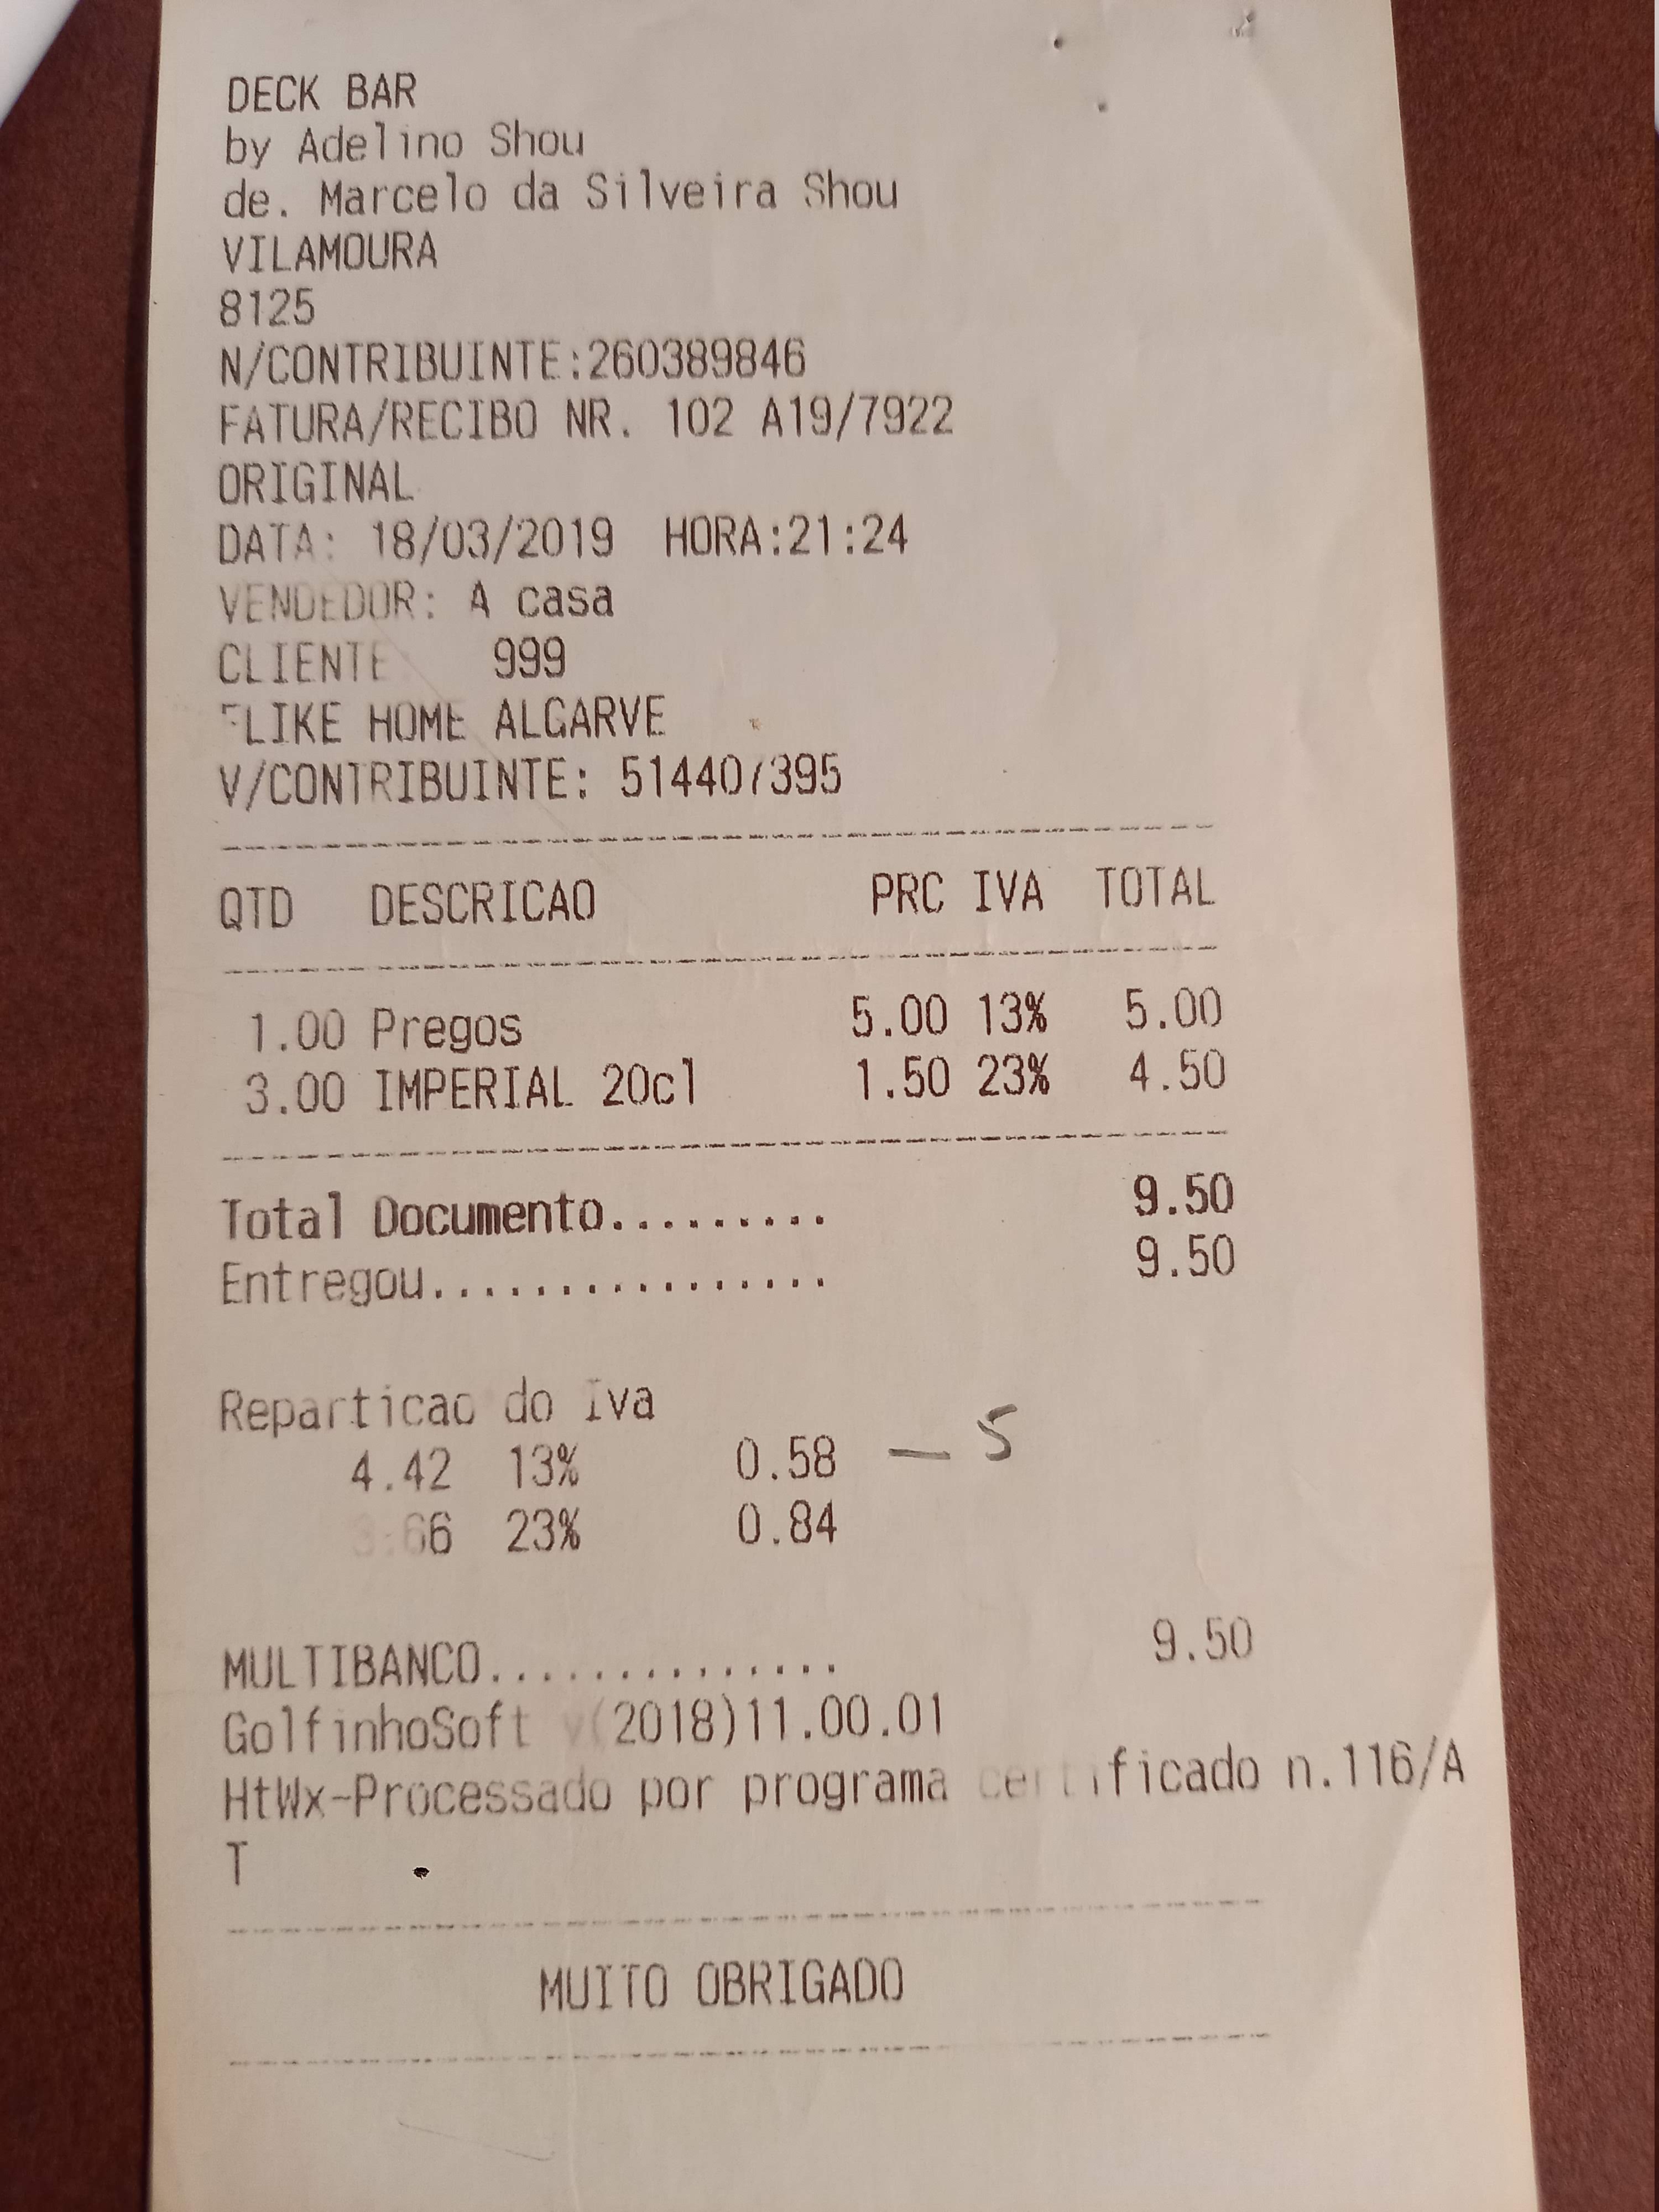 DECK BAR
by Adelino Shou
de. Marcelo da Silveira Shou
VILAMOURA
8125
N/CONTRIBUINTE:260389846
FATURA/RECIBO NR. 102 A19/7922
ORIGINAL
DATA: 18/03/2019 HORA:21:24
VENDEDOR: A casa
CLIENTE 999
HOME ALGARVE
V/CONTRIBUINTE:
QTD DESCRICAO PRC IVA TOTAL
1.00 Pregos 5.00 13% 5.00
3.00 IMPERIAL 20cl 1.50 23% 4.50
Total Documento......... 9.50
Entregou................ 9.50
Reparticao do Iva
4.42 13% 0.58 — 5
3.66 23% 0.84
MULTIBANCO.............. 9.50
GolfinhoSoft v(2018)11.00.01
HtWx-Processado por programa certificado n.116/A
T
MUITO OBRIGADO